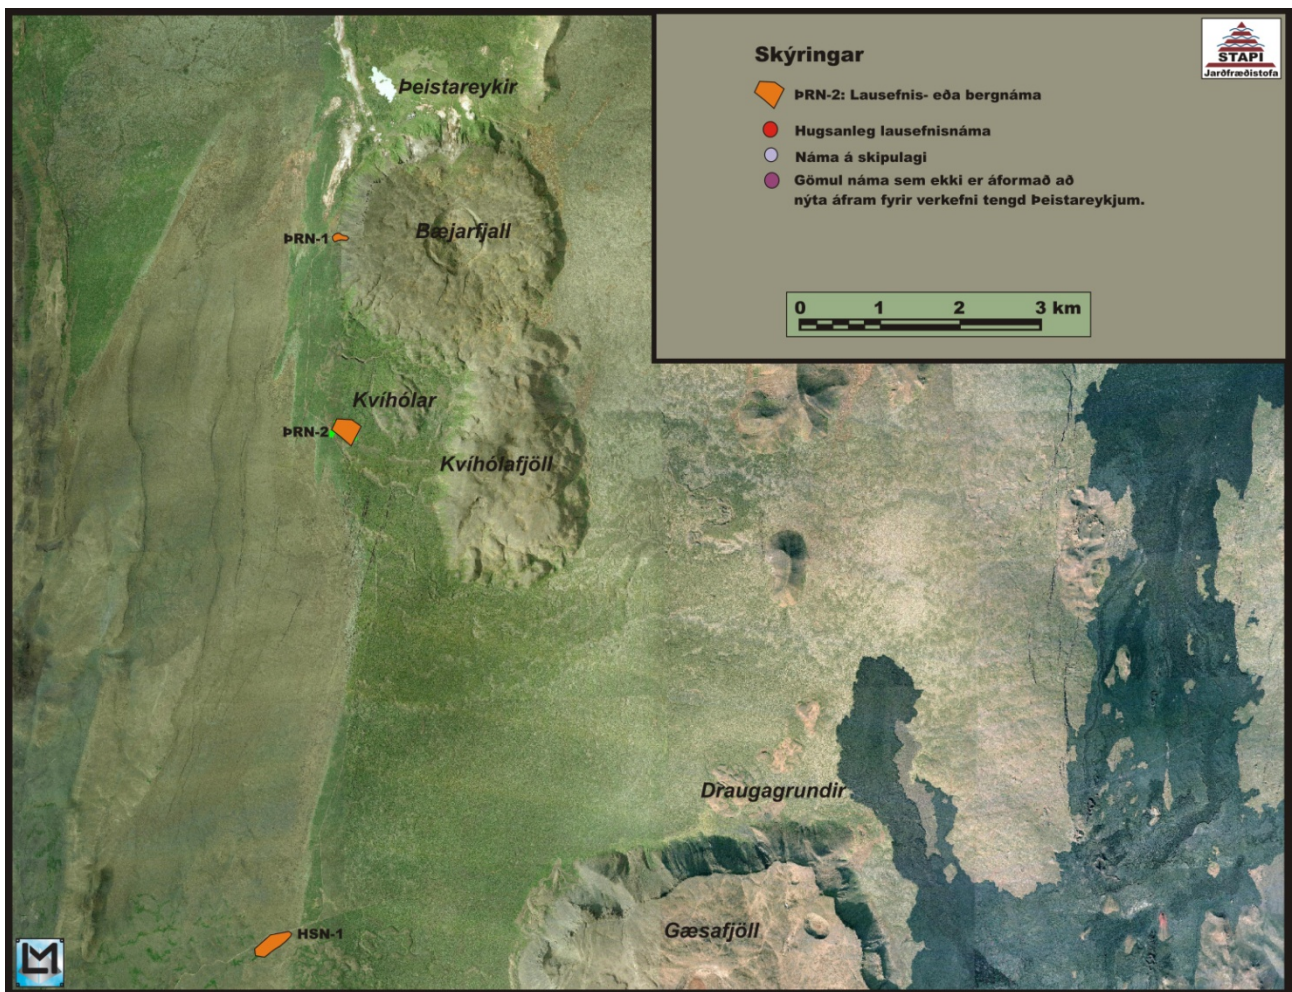 Skýringar
STAPI
Jarðfræðistofa
ÞRN-2: Lausefnis- eða bergnáma
Hugsanleg lausefnisnáma
Náma á skipulagi
Gömul náma sem ekki er áformað að
nýta áfram fyrir verkefni tengd Þeistareykjum.
0 1 2 3 km
Þeistareykir
ÞRN-1
Bæjarfjall
Kvíhólar
ÞRN-2
Kvíhólafjöll
Draugagrundir
Gæsafjöll
HSN-1
LM